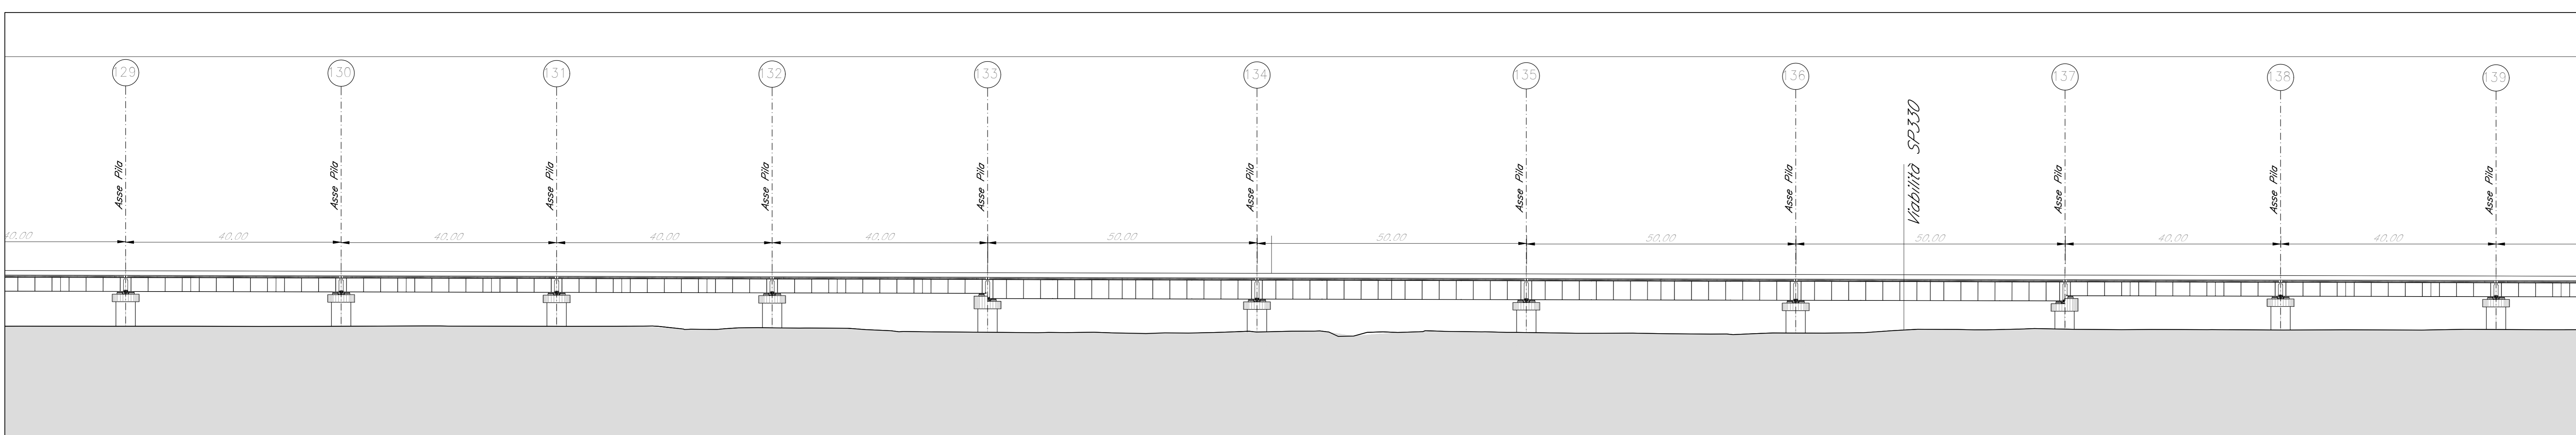 129 130 131 132 133 134 135 136 137 138 139
Viabilità SP330
Asse Pila Asse Pila Asse Pila Asse Pila Asse Pila Asse Pila Asse Pila Asse Pila Asse Pila Asse Pila Asse Pila
40,00 40,00 40,00 40,00 40,00 50,00 50,00 50,00 50,00 40,00 40,00